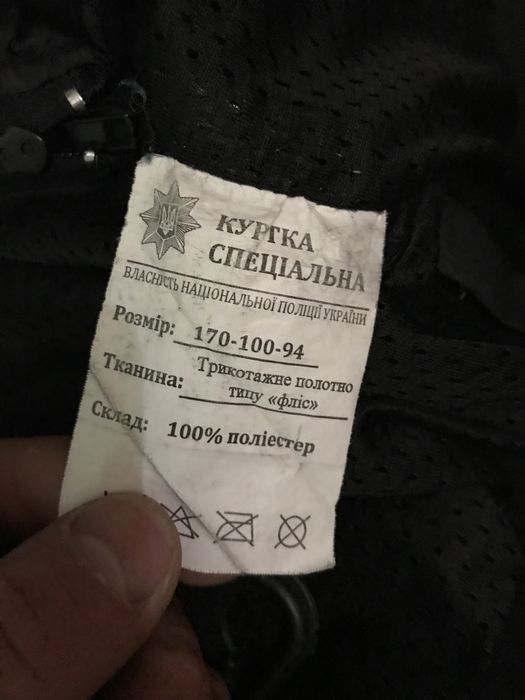 КУРТКА
СПЕЦІАЛЬНА
ВЛАСНІСТЬ НАЦІОНАЛЬНОЇ ПОЛІЦІЇ УКРАЇНИ
Розмір: 170-100-94
Тканина: Трикотажне полотно
типу «фліс»
Склад: 100% поліестер